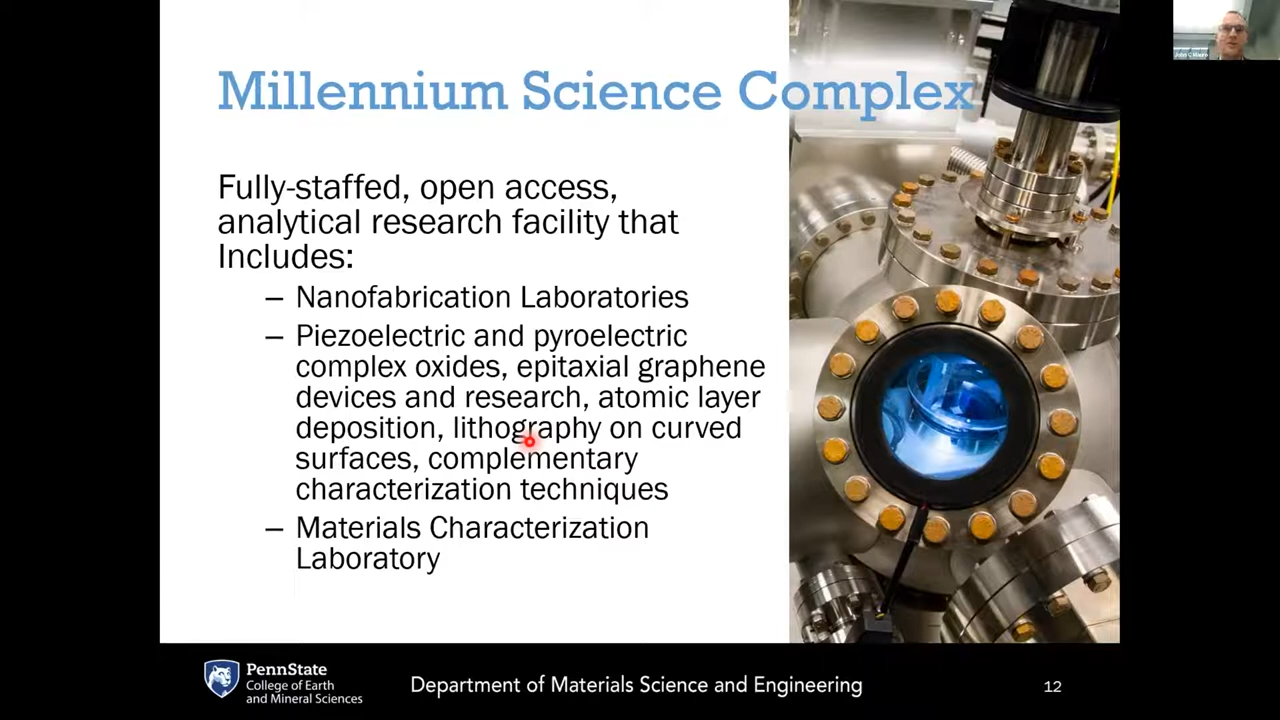 Millennium Science Complex
Fully-staffed, open access,
analytical research facility that
Includes:
– Nanofabrication Laboratories
– Piezoelectric and pyroelectric
complex oxides, epitaxial graphene
devices and research, atomic layer
deposition, lithography on curved
surfaces, complementary
characterization techniques
– Materials Characterization
Laboratory
PennState
College of Earth
and Mineral Sciences
Department of Materials Science and Engineering
12